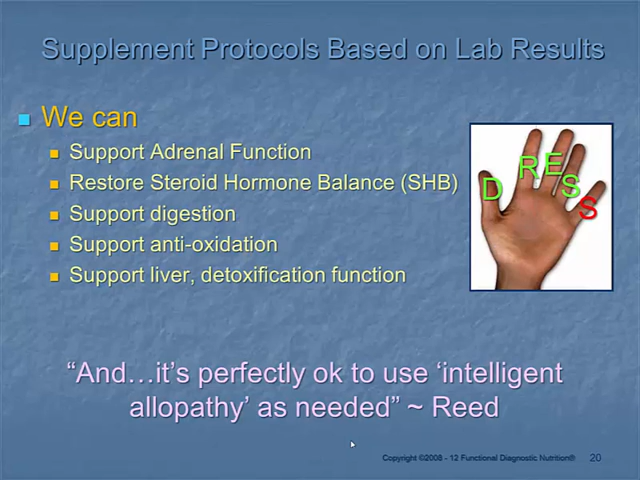 Supplement Protocols Based on Lab Results
We can
Support Adrenal Function
Restore Steroid Hormone Balance (SHB)
Support digestion
Support anti-oxidation
Support liver, detoxification function
D R E S S
“And…it’s perfectly ok to use ‘intelligent
allopathy’ as needed” ~ Reed
Copyright ©2008 - 12 Functional Diagnostic Nutrition® 20